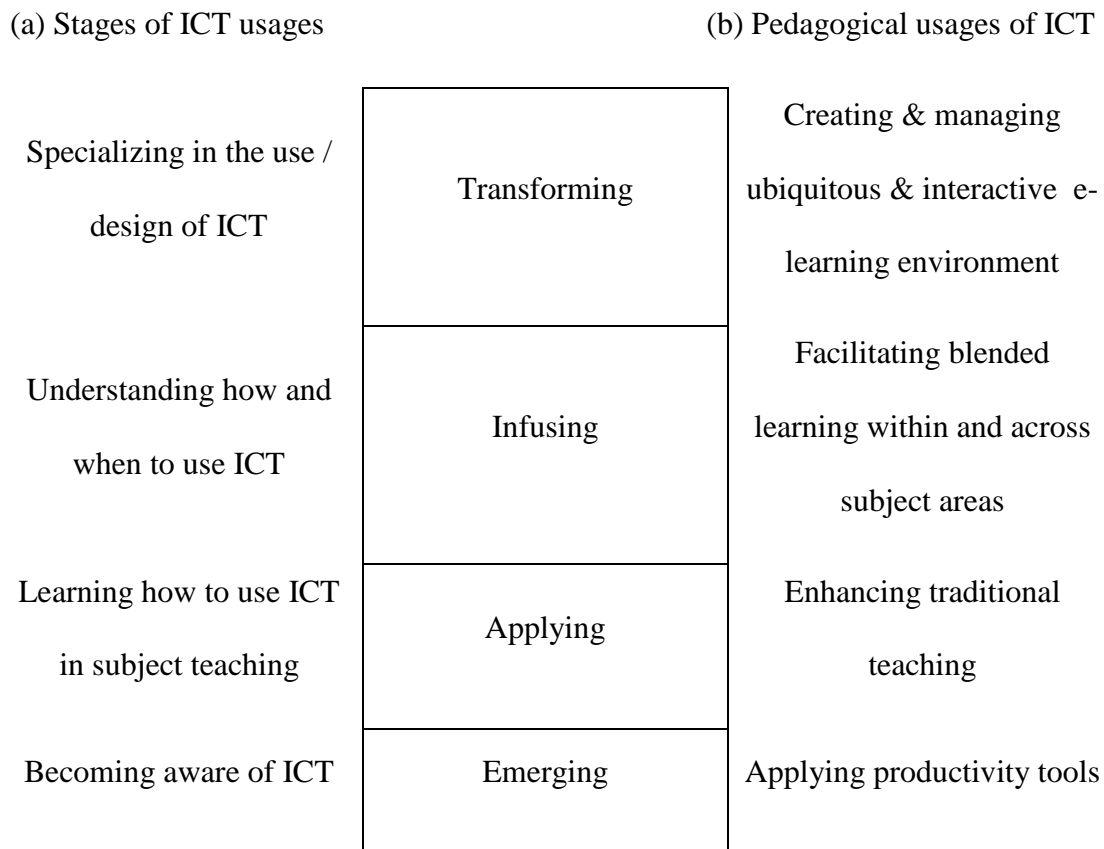 (a) Stages of ICT usages
(b) Pedagogical usages of ICT
Specializing in the use /
design of ICT
Transforming
Creating & managing
ubiquitous & interactive e-
learning environment
Understanding how and
when to use ICT
Infusing
Facilitating blended
learning within and across
subject areas
Learning how to use ICT
in subject teaching
Applying
Enhancing traditional
teaching
Becoming aware of ICT
Emerging
Applying productivity tools